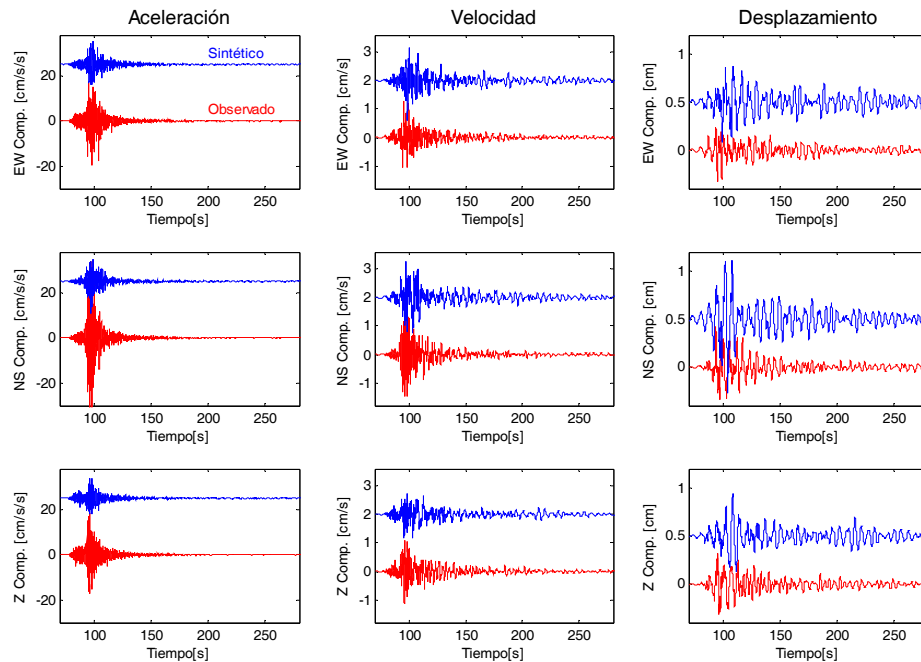 Aceleración
Velocidad
Desplazamiento
EW Comp. [cm/s/s]
20
0
-20
Sintético
Observado
100 150 200 250
Tiempo[s]
EW Comp. [cm/s]
3
2
1
0
-1
100 150 200 250
Tiempo[s]
EW Comp. [cm]
1
0.5
0
100 150 200 250
Tiempo[s]
NS Comp. [cm/s/s]
20
0
-20
100 150 200 250
Tiempo[s]
NS Comp. [cm/s]
3
2
1
0
-1
100 150 200 250
Tiempo[s]
NS Comp. [cm]
1
0.5
0
100 150 200 250
Tiempo[s]
Z Comp. [cm/s/s]
20
0
-20
100 150 200 250
Tiempo[s]
Z Comp. [cm/s]
3
2
1
0
-1
100 150 200 250
Tiempo[s]
Z Comp. [cm]
1
0.5
0
100 150 200 250
Tiempo[s]